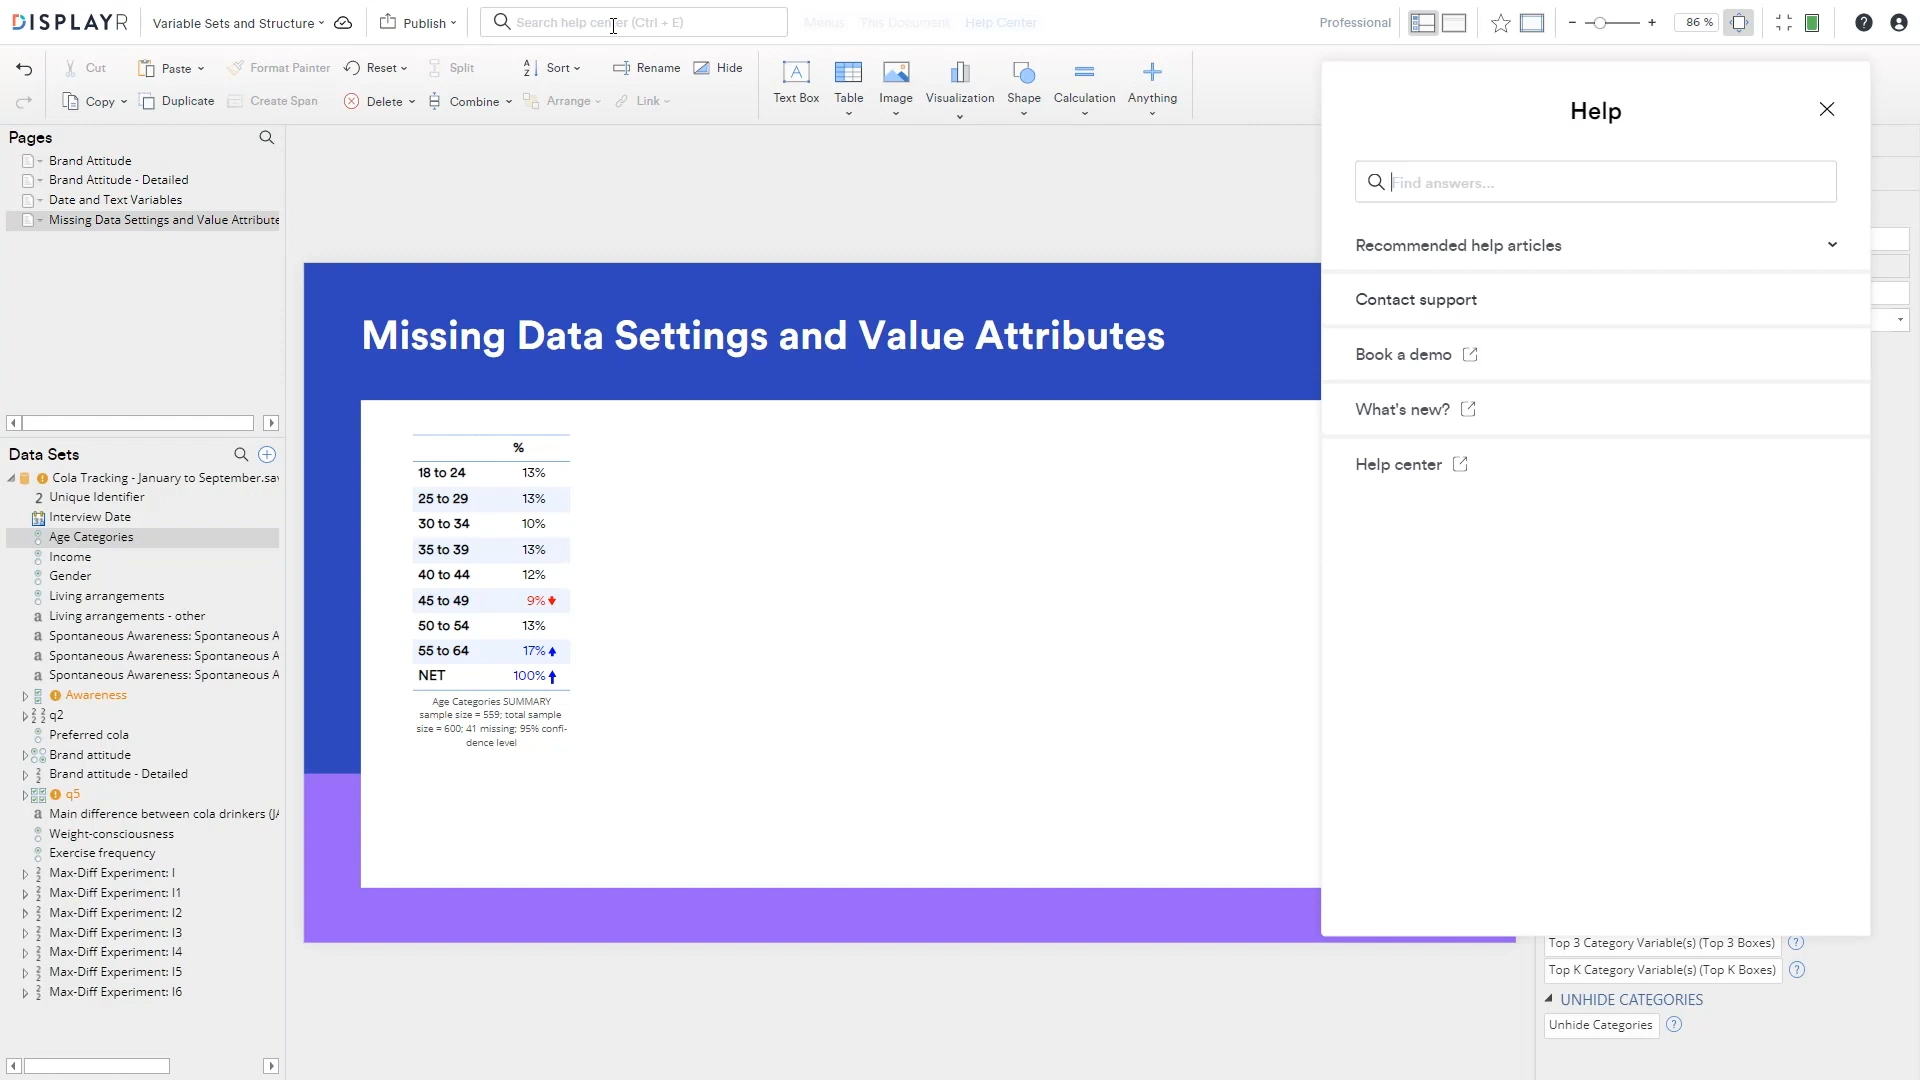 DISPLAYR
Variable Sets and Structure
Publish
Search help center (Ctrl + E)
Menus
This Document
Help Center
Professional
86 %
Cut
Paste
Format Painter
Reset
Split
Sort
Rename
Hide
Copy
Duplicate
Create Span
Delete
Combine
Arrange
Link
Text Box
Table
Image
Visualization
Shape
Calculation
Anything
Pages
Brand Attitude
Brand Attitude - Detailed
Date and Text Variables
Missing Data Settings and Value Attribute
Data Sets
Cola Tracking - January to September.sav
2 Unique Identifier
Interview Date
Age Categories
Income
Gender
Living arrangements
a Living arrangements - other
a Spontaneous Awareness: Spontaneous A
a Spontaneous Awareness: Spontaneous A
a Spontaneous Awareness: Spontaneous A
Awareness
q2
Preferred cola
Brand attitude
Brand attitude - Detailed
q5
a Main difference between cola drinkers (J
Weight-consciousness
Exercise frequency
Max-Diff Experiment: I
Max-Diff Experiment: I1
Max-Diff Experiment: I2
Max-Diff Experiment: I3
Max-Diff Experiment: I4
Max-Diff Experiment: I5
Max-Diff Experiment: I6
Missing Data Settings and Value Attributes
%
18 to 24 13%
25 to 29 13%
30 to 34 10%
35 to 39 13%
40 to 44 12%
45 to 49 9%
50 to 54 13%
55 to 64 17%
NET 100%
Age Categories SUMMARY
sample size = 559; total sample
size = 600; 41 missing; 95% confi-
dence level
Help
Find answers...
Recommended help articles
Contact support
Book a demo
What's new?
Help center
Top 3 Category Variable(s) (Top 3 Boxes)
Top K Category Variable(s) (Top K Boxes)
UNHIDE CATEGORIES
Unhide Categories